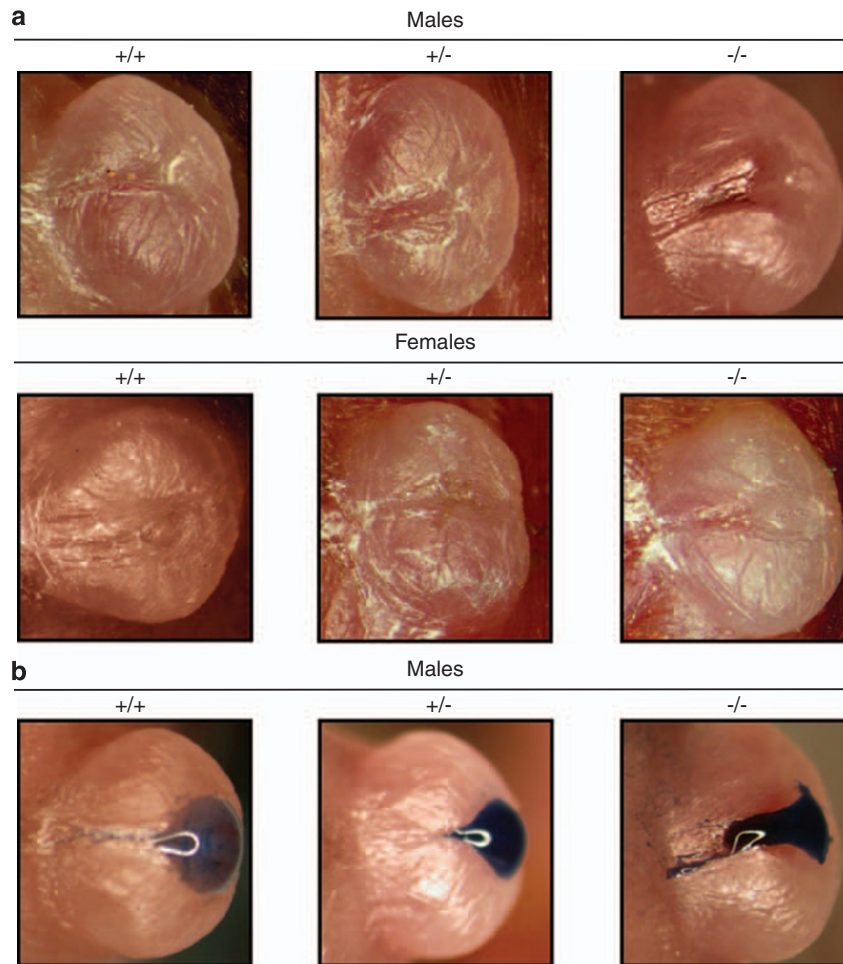 a
Males
+/+ +/- -/-
Females
+/+ +/- -/-
b
Males
+/+ +/- -/-